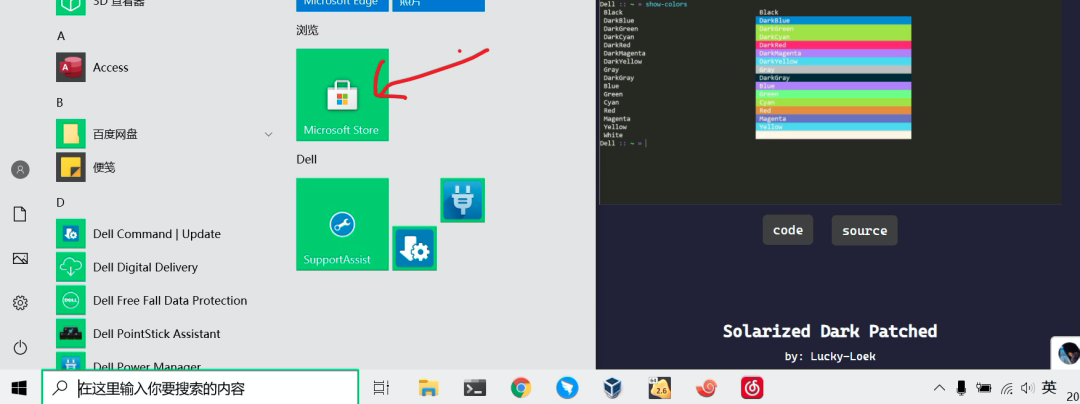 3D 查看器
A
Access
B
百度网盘
便笺
D
Dell Command | Update
Dell Digital Delivery
DELL
Dell Free Fall Data Protection
Dell PointStick Assistant
Dell Power Manager
Microsoft Edge
照片
浏览
Microsoft Store
Dell
SupportAssist
Dell :: ~ » show-colors
Black Black
DarkBlue DarkBlue
DarkGreen DarkGreen
DarkCyan DarkCyan
DarkRed DarkRed
DarkMagenta DarkMagenta
DarkYellow DarkYellow
Gray Gray
DarkGray DarkGray
Blue Blue
Green Green
Cyan Cyan
Red Red
Magenta Magenta
Yellow Yellow
White
Dell :: ~ »
code
source
Solarized Dark Patched
by: Lucky-Loek
在这里输入你要搜索的内容
64
2.6
英
20